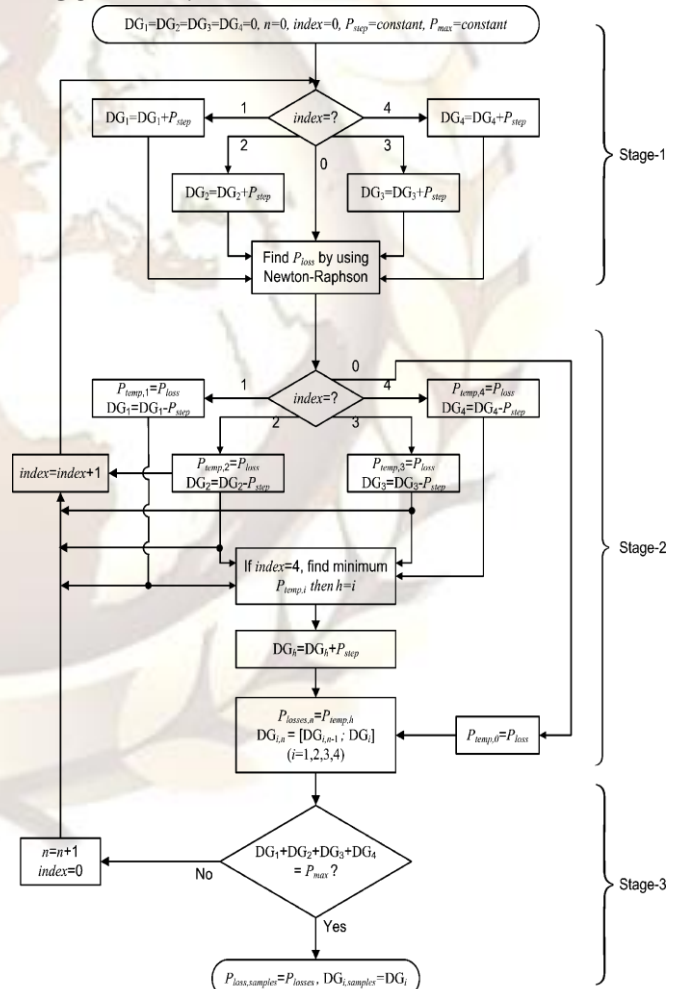 DG₁=DG₂=DG₃=DG₄=0, n=0, index=0, Pstep=constant, Pmax=constant
1
index=?
4
DG₁=DG₁+Pstep
DG₄=DG₄+Pstep
2
3
0
Stage-1
DG₂=DG₂+Pstep
DG₃=DG₃+Pstep
Find Ploss by using
Newton-Raphson
0
1
index=?
4
Ptemp,1=Ploss
DG₁=DG₁-Pstep
Ptemp,4=Ploss
DG₄=DG₄-Pstep
2
3
index=index+1
Ptemp,2=Ploss
DG₂=DG₂-Pstep
Ptemp,3=Ploss
DG₃=DG₃-Pstep
Stage-2
If index=4, find minimum
Ptemp,i then h=i
DGh=DGh+Pstep
Plosses,n=Ptemp,h
DGi,n = [DGi,n-1 ; DGi]
(i=1,2,3,4)
Ptemp,0=Ploss
DG₁+DG₂+DG₃+DG₄
= Pmax?
n=n+1
index=0
No
Stage-3
Yes
Ploss,samples=Plosses, DGi,samples=DGi